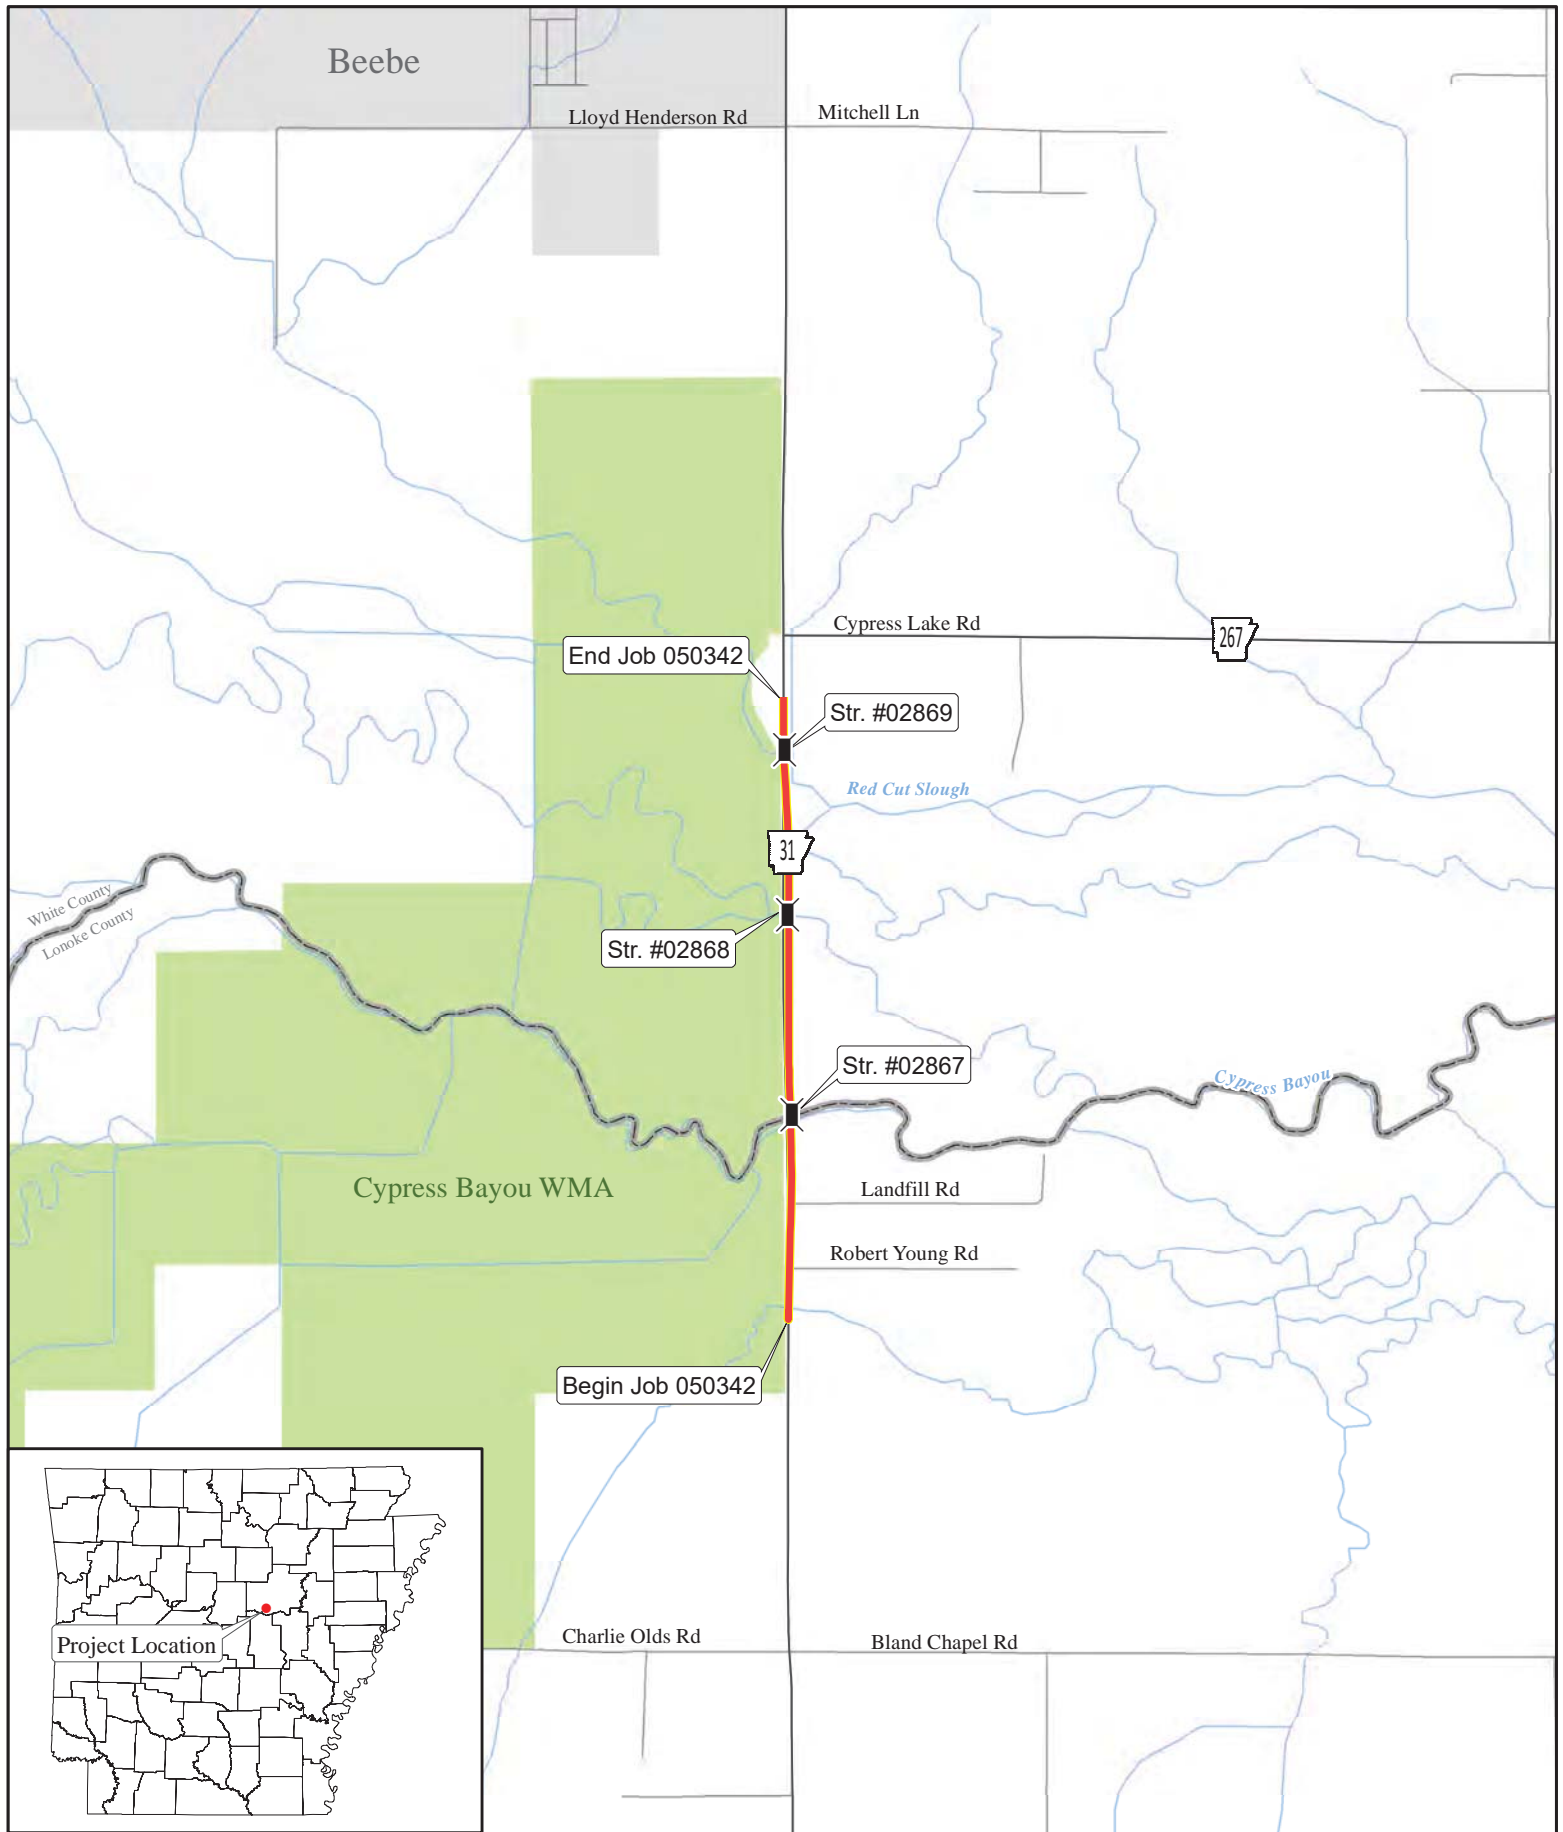 Beebe
Lloyd Henderson Rd
Mitchell Ln
Cypress Lake Rd
267
End Job 050342
Str. #02869
Red Cut Slough
31
White County
Lonoke County
Str. #02868
Str. #02867
Cypress Bayou
Cypress Bayou WMA
Landfill Rd
Robert Young Rd
Begin Job 050342
Project Location
Charlie Olds Rd
Bland Chapel Rd